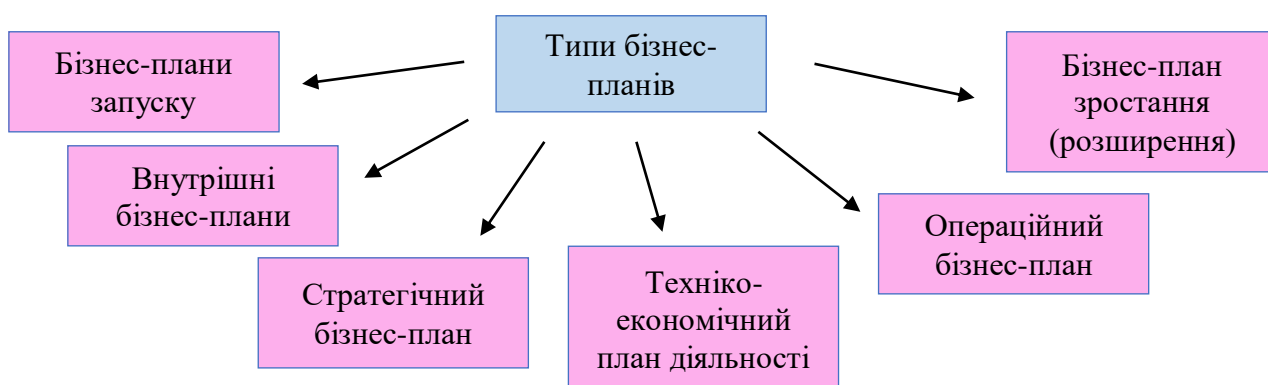 Типи бізнес-
планів
Бізнес-плани
запуску
Внутрішні
бізнес-плани
Стратегічний
бізнес-план
Техніко-
економічний
план діяльності
Операційний
бізнес-план
Бізнес-план
зростання
(розширення)